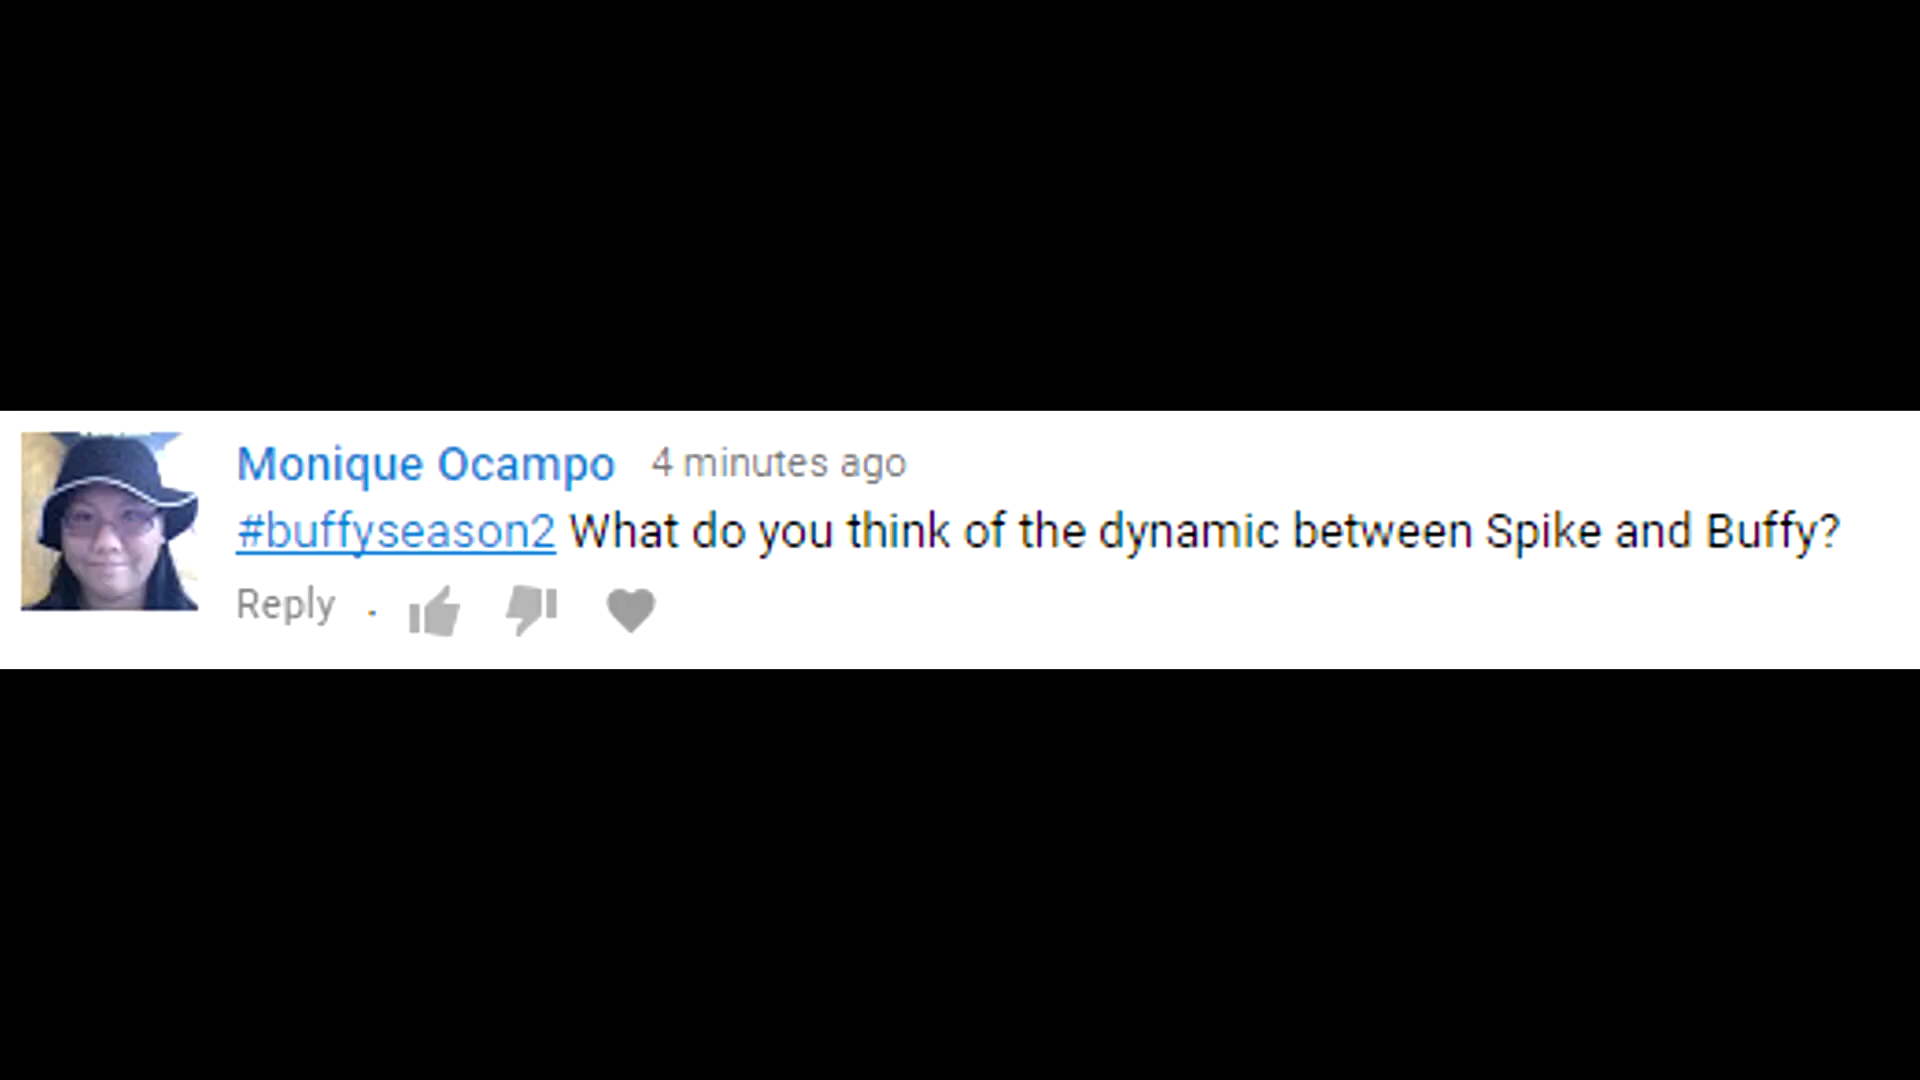 Monique Ocampo 4 minutes ago
#buffyseason2 What do you think of the dynamic between Spike and Buffy?
Reply